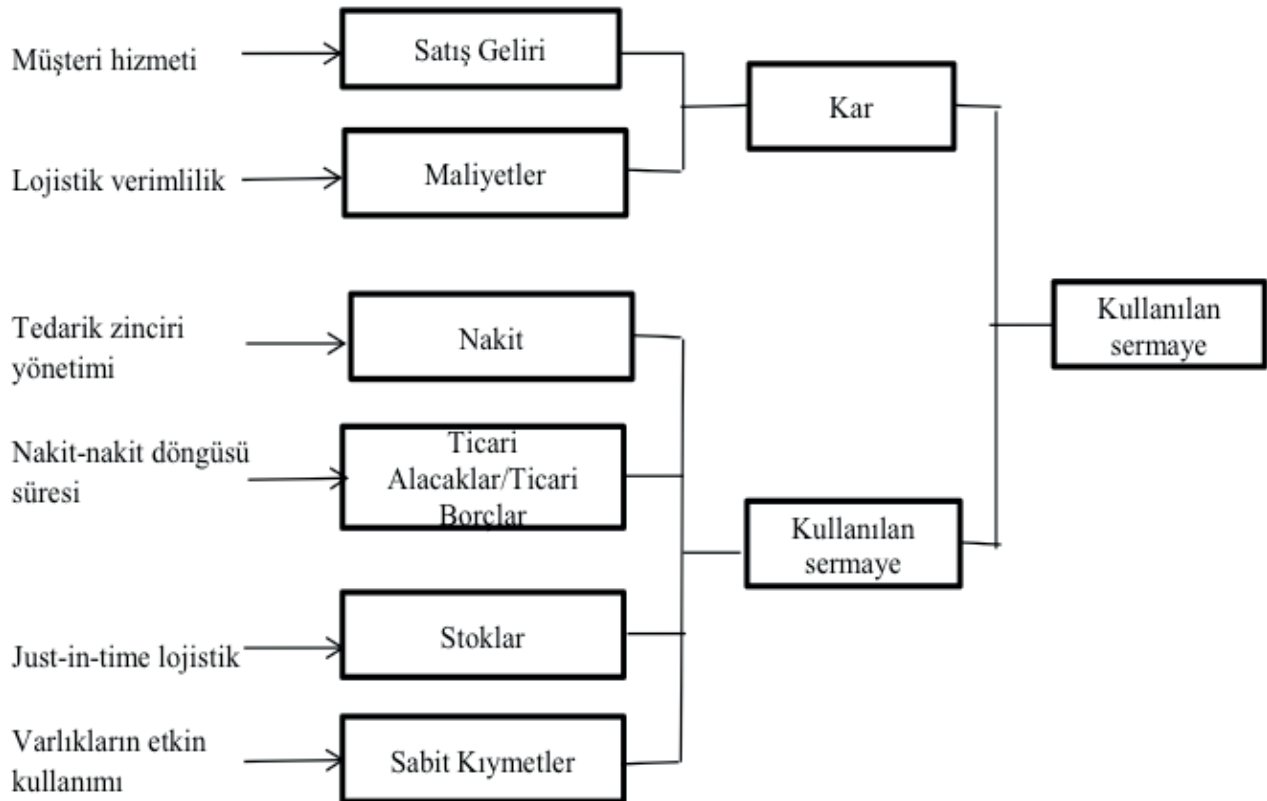 Müşteri hizmeti
Satış Geliri
Kar
Lojistik verimlilik
Maliyetler
Tedarik zinciri
yönetimi
Nakit
Kullanılan
sermaye
Nakit-nakit döngüsü
süresi
Ticari
Alacaklar/Ticari
Borçlar
Kullanılan
sermaye
Just-in-time lojistik
Stoklar
Varlıkların etkin
kullanımı
Sabit Kıymetler